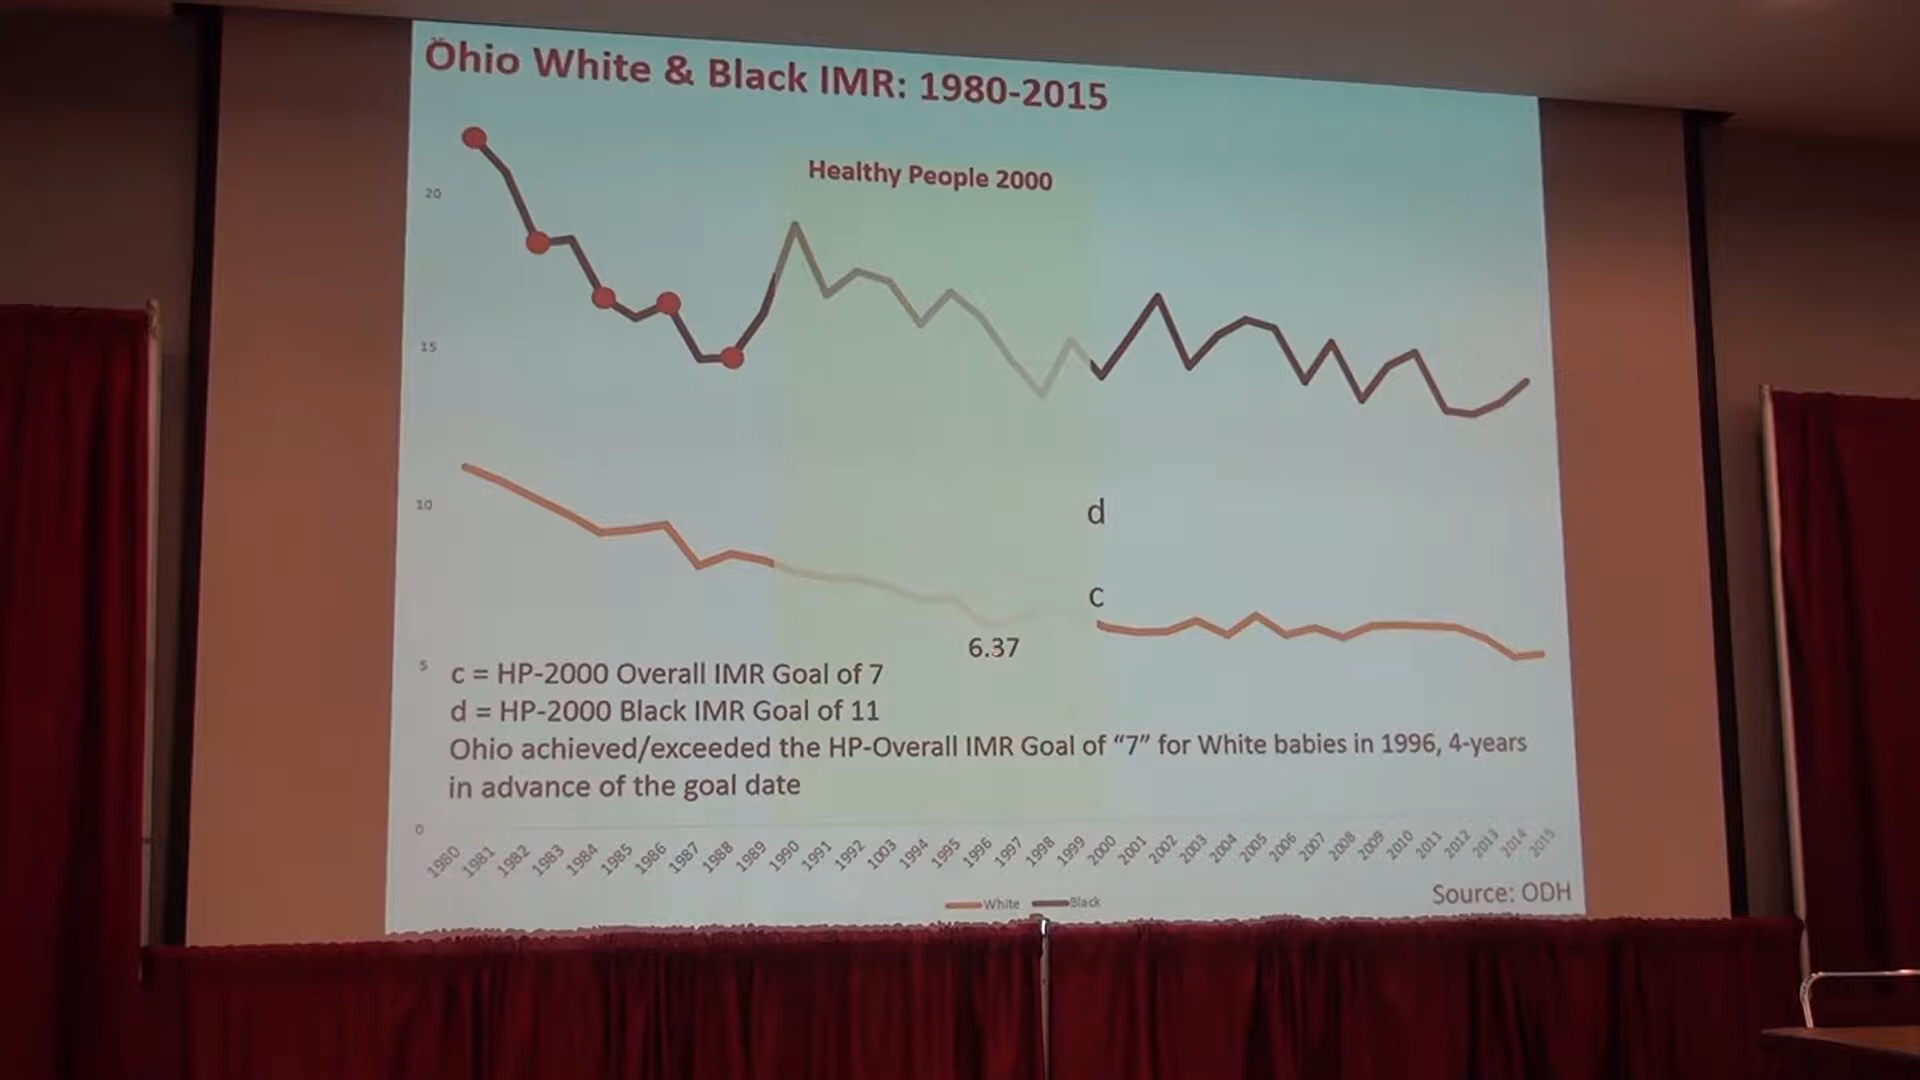 Ohio White & Black IMR: 1980-2015
Healthy People 2000
20
15
10
5
0
d
c
6.37
c = HP-2000 Overall IMR Goal of 7
d = HP-2000 Black IMR Goal of 11
Ohio achieved/exceeded the HP-Overall IMR Goal of “7” for White babies in 1996, 4-years
in advance of the goal date
1980 1981 1982 1983 1984 1985 1986 1987 1988 1989 1990 1991 1992 1003 1994 1995 1996 1997 1998 1999 2000 2001 2002 2003 2004 2005 2006 2007 2008 2009 2010 2011 2012 2013 2014 2015
White Black
Source: ODH